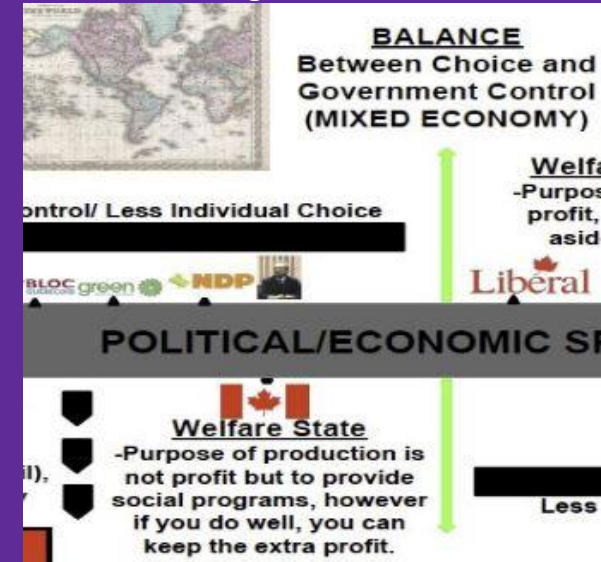 BALANCE
Between Choice and
Government Control
(MIXED ECONOMY)
Welfa
-Purpos
profit,
asid
ontrol/ Less Individual Choice
BLOC green NDP
Liberal
POLITICAL/ECONOMIC SP
Welfare State
-Purpose of production is
not profit but to provide
social programs, however
if you do well, you can
keep the extra profit.
il),
Less